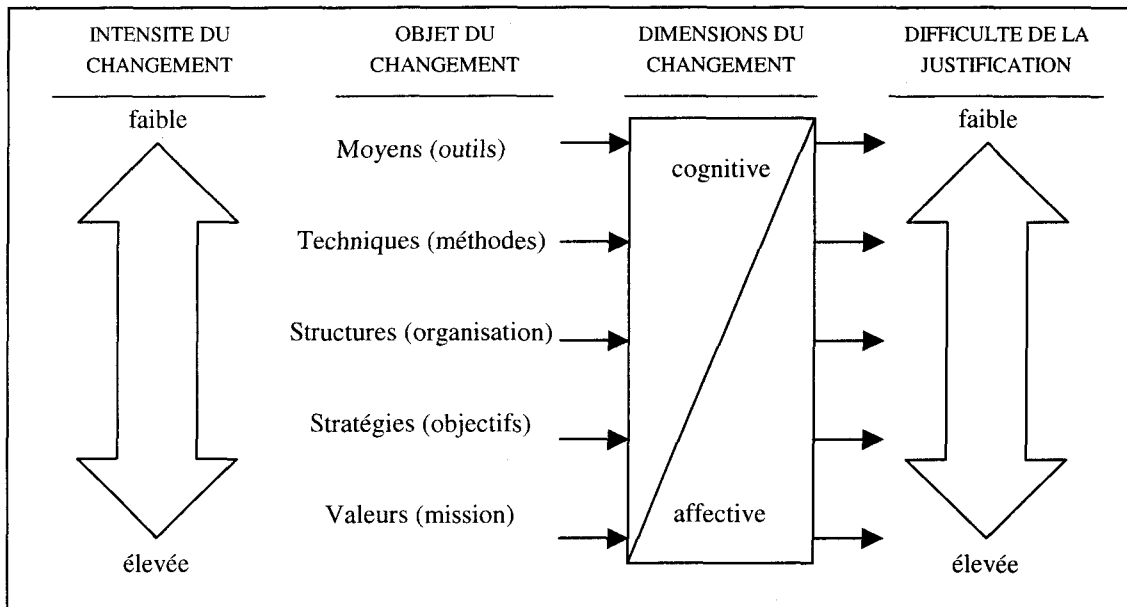 INTENSITE DU
CHANGEMENT
OBJET DU
CHANGEMENT
DIMENSIONS DU
CHANGEMENT
DIFFICULTE DE LA
JUSTIFICATION
faible
faible
Moyens (outils)
cognitive
Techniques (méthodes)
Structures (organisation)
Stratégies (objectifs)
Valeurs (mission)
affective
élevée
élevée